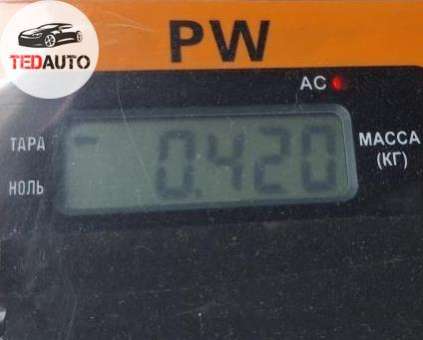 TEDAUTO
PW
AC
ТАРА
- 0.420
МАССА
(КГ)
НОЛЬ